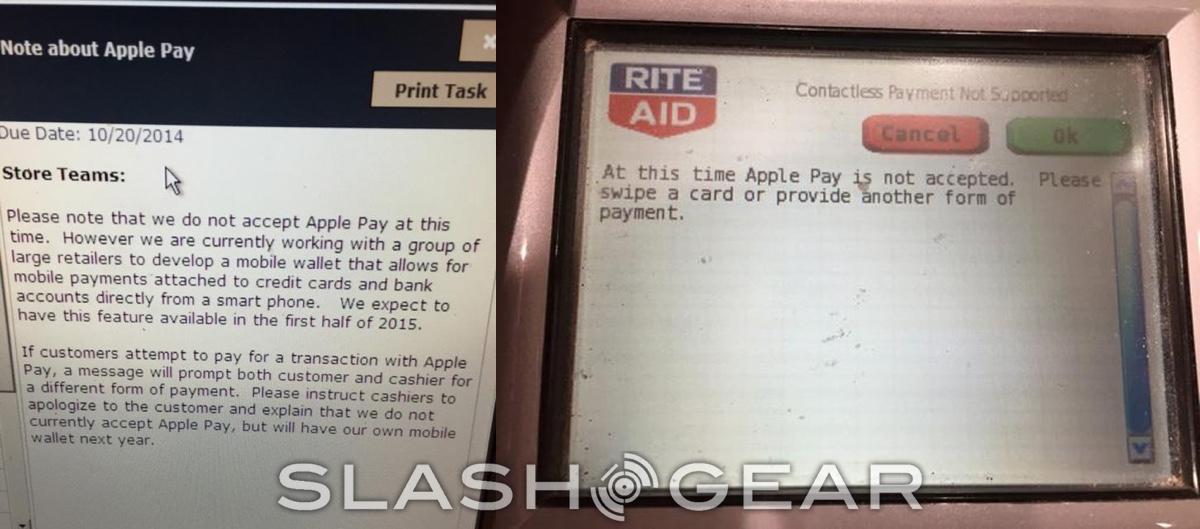 Note about Apple Pay
Print Task
Due Date: 10/20/2014
Store Teams:
Please note that we do not accept Apple Pay at this
time.  However we are currently working with a group of
large retailers to develop a mobile wallet that allows for
mobile payments attached to credit cards and bank
accounts directly from a smart phone.   We expect to
have this feature available in the first half of 2015.
If customers attempt to pay for a transaction with Apple
Pay, a message will prompt both customer and cashier for
a different form of payment.  Please instruct cashiers to
apologize to the customer and explain that we do not
currently accept Apple Pay, but will have our own mobile
wallet next year.
RITE
AID
Contactless Payment Not Supported
Cancel
Ok
At this time Apple Pay is not accepted.  Please
swipe a card or provide another form of
payment.
SLASH GEAR